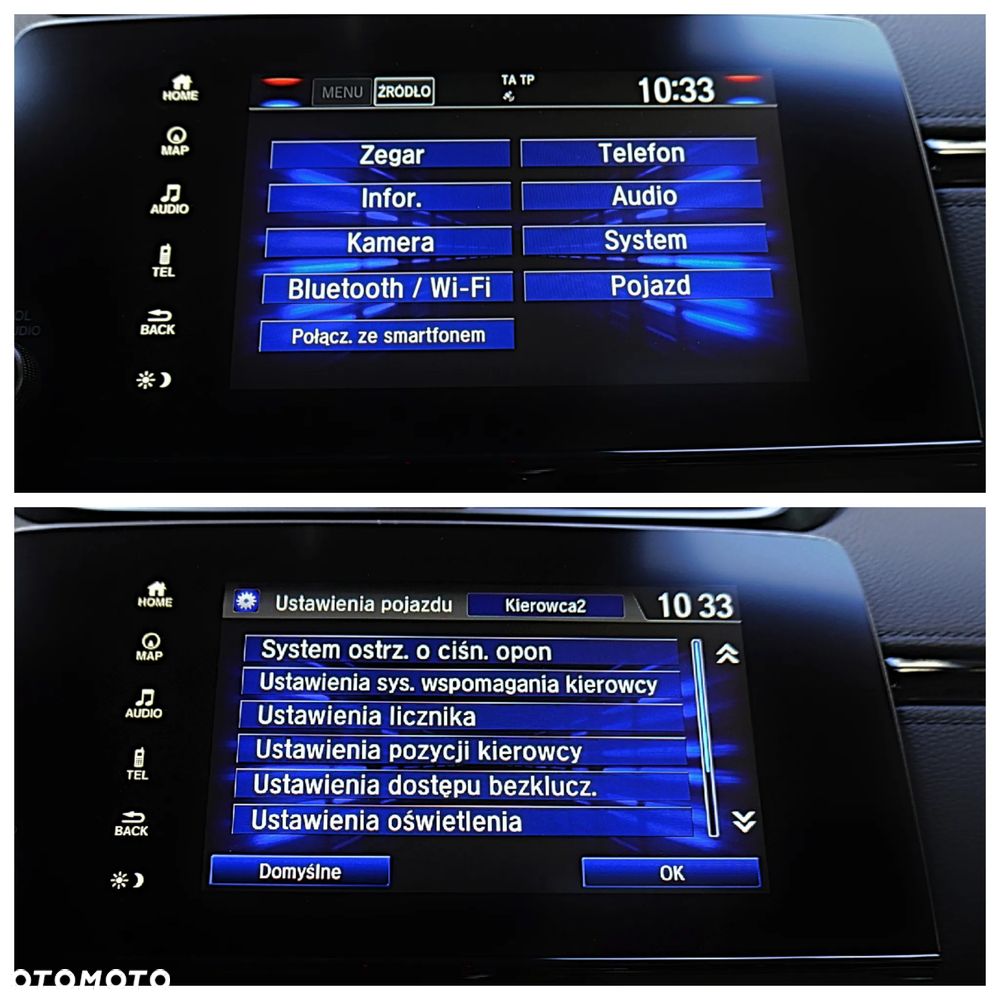 HOME
MAP
AUDIO
TEL
BACK
MENU ŹRÓDŁO TA TP 10:33
Zegar Telefon
Infor. Audio
Kamera System
Bluetooth / Wi-Fi Pojazd
Połącz. ze smartfonem
HOME
MAP
AUDIO
TEL
BACK
Ustawienia pojazdu Kierowca2 10 33
System ostrz. o ciśn. opon
Ustawienia sys. wspomagania kierowcy
Ustawienia licznika
Ustawienia pozycji kierowcy
Ustawienia dostępu bezklucz.
Ustawienia oświetlenia
Domyślne OK
OTOMOTO